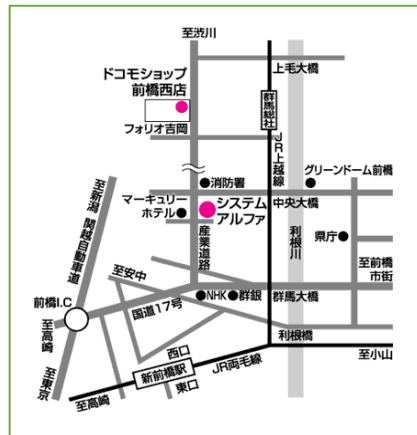 至渋川
ドコモショップ
前橋西店
上毛大橋
群馬総社
フォリオ吉岡
JR上越線
グリーンドーム前橋
消防署
マーキュリー
ホテル
システム
アルファ
中央大橋
至新潟
関越自動車道
産業道路
利根川
県庁
至安中
至前橋
市街
前橋I.C
国道17号
NHK
群銀
群馬大橋
至高崎
利根橋
西口
至小山
新前橋駅
JR両毛線
至東京
至高崎
東口